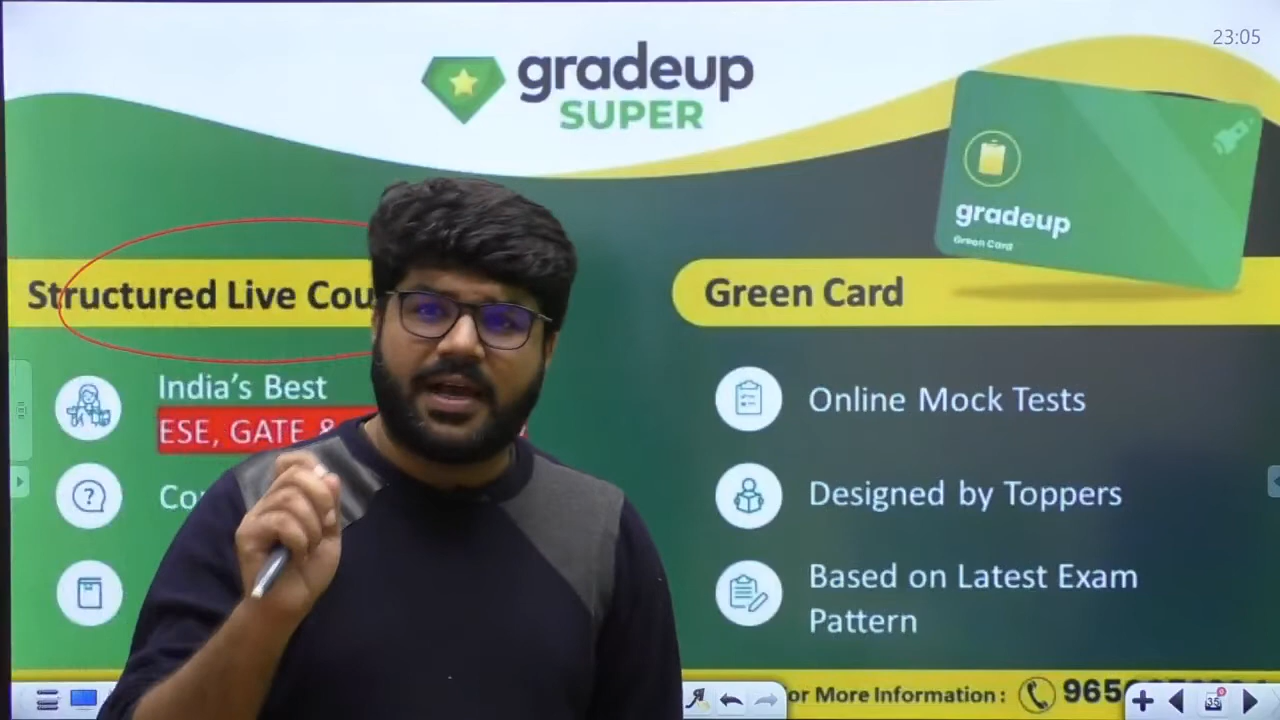 23:05
gradeup
SUPER
gradeup
Green Card
Structured Live Cou
Green Card
India's Best
ESE, GATE &
Online Mock Tests
?
Designed by Toppers
Based on Latest Exam
Pattern
or More Information :
965
35